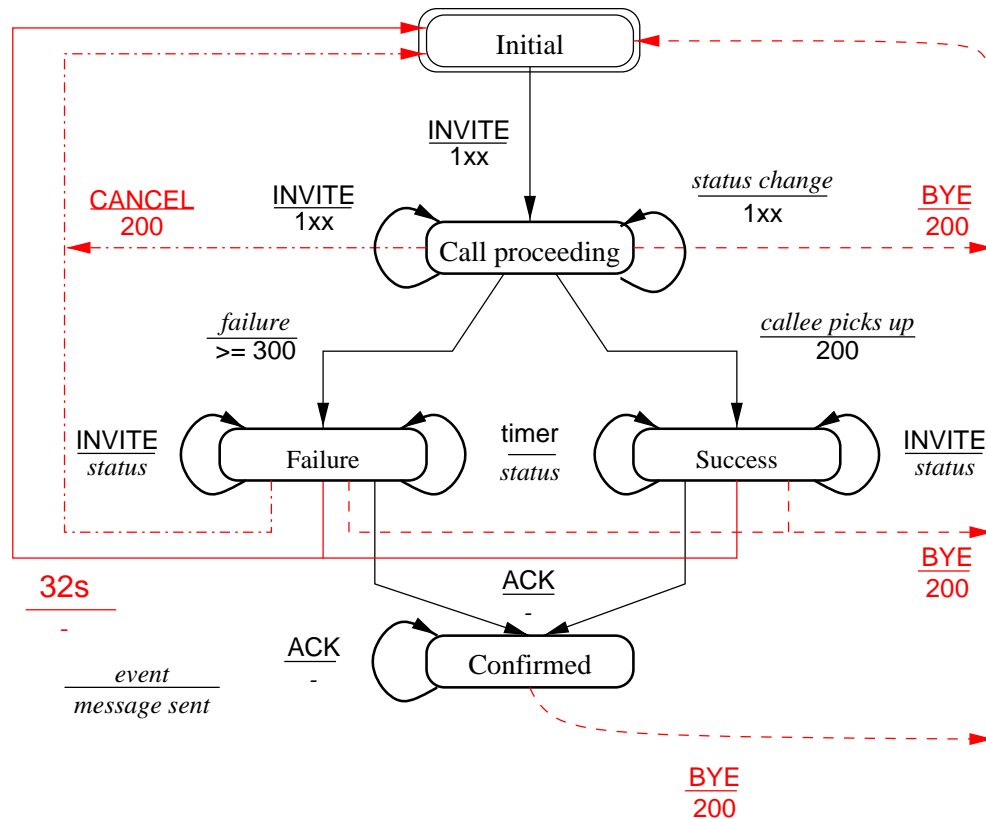 Initial
INVITE
1xx
CANCEL
200
INVITE
1xx
status change
1xx
BYE
200
Call proceeding
failure
>= 300
callee picks up
200
INVITE
status
Failure
timer
status
Success
INVITE
status
BYE
200
32s
-
ACK
-
ACK
-
Confirmed
event
message sent
BYE
200